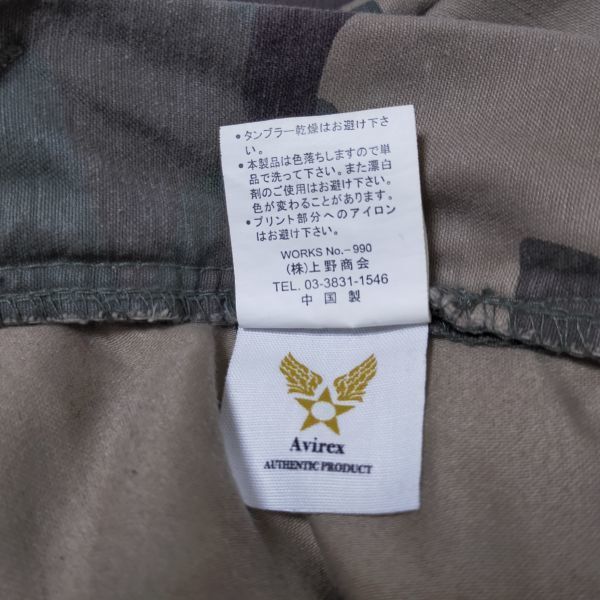 •タンブラー乾燥はお避け下さ
い。
•本製品は色落ちしますので単
品で洗って下さい。また漂白
剤のご使用はお避け下さい。
色が変わることがあります。
•プリント部分へのアイロン
はお避け下さい。
WORKS No.-990
(株)上野商会
TEL. 03-3831-1546
中国製
Avirex
AUTHENTIC PRODUCT